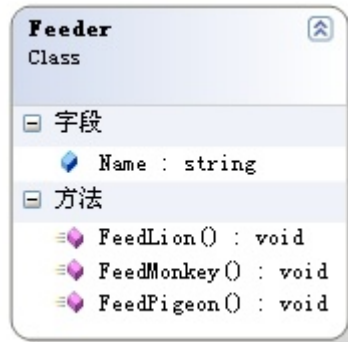 Feeder
Class
字段
Name : string
方法
FeedLion() : void
FeedMonkey() : void
FeedPigeon() : void